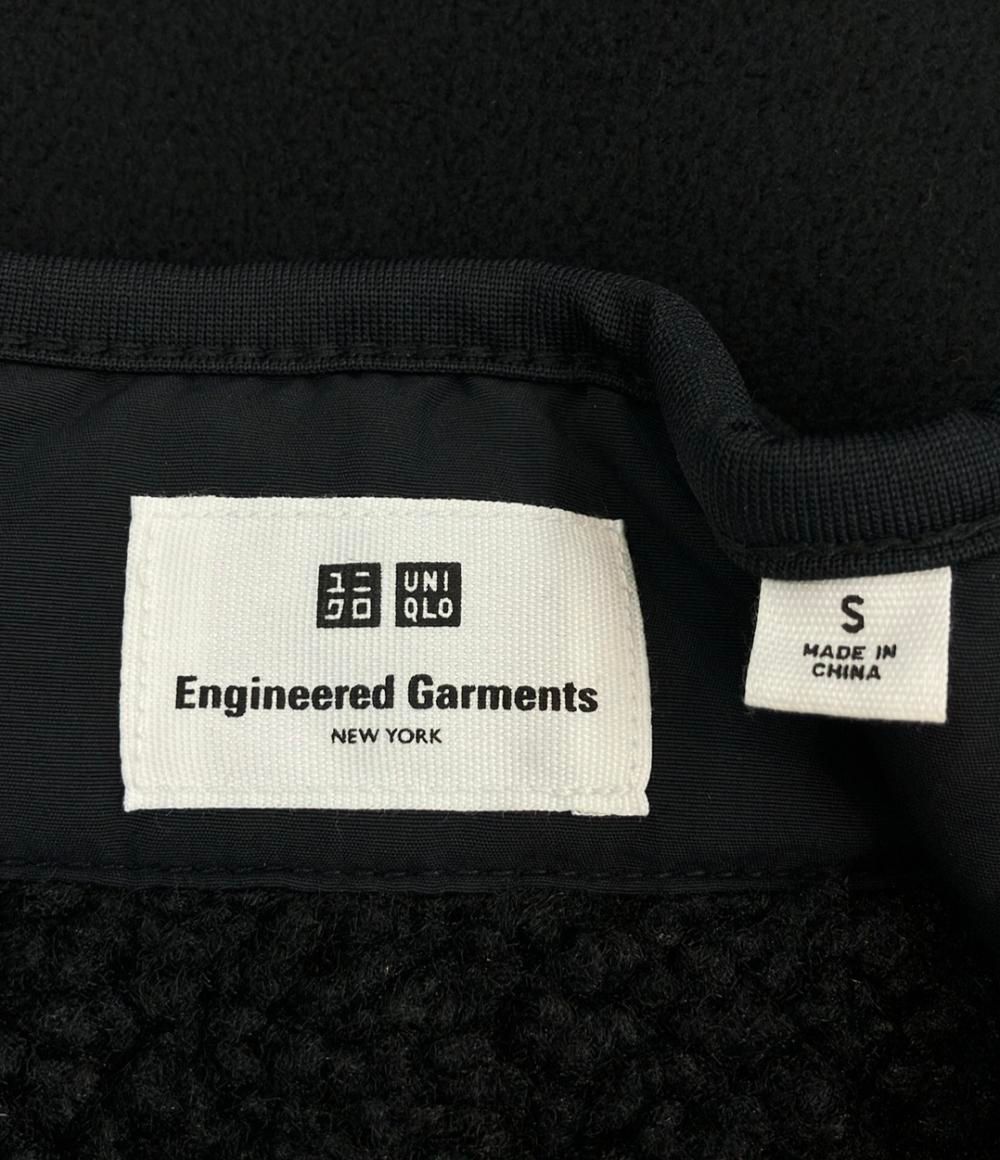 ユニ
クロ
UNI
QLO
Engineered Garments
NEW YORK
S
MADE IN
CHINA